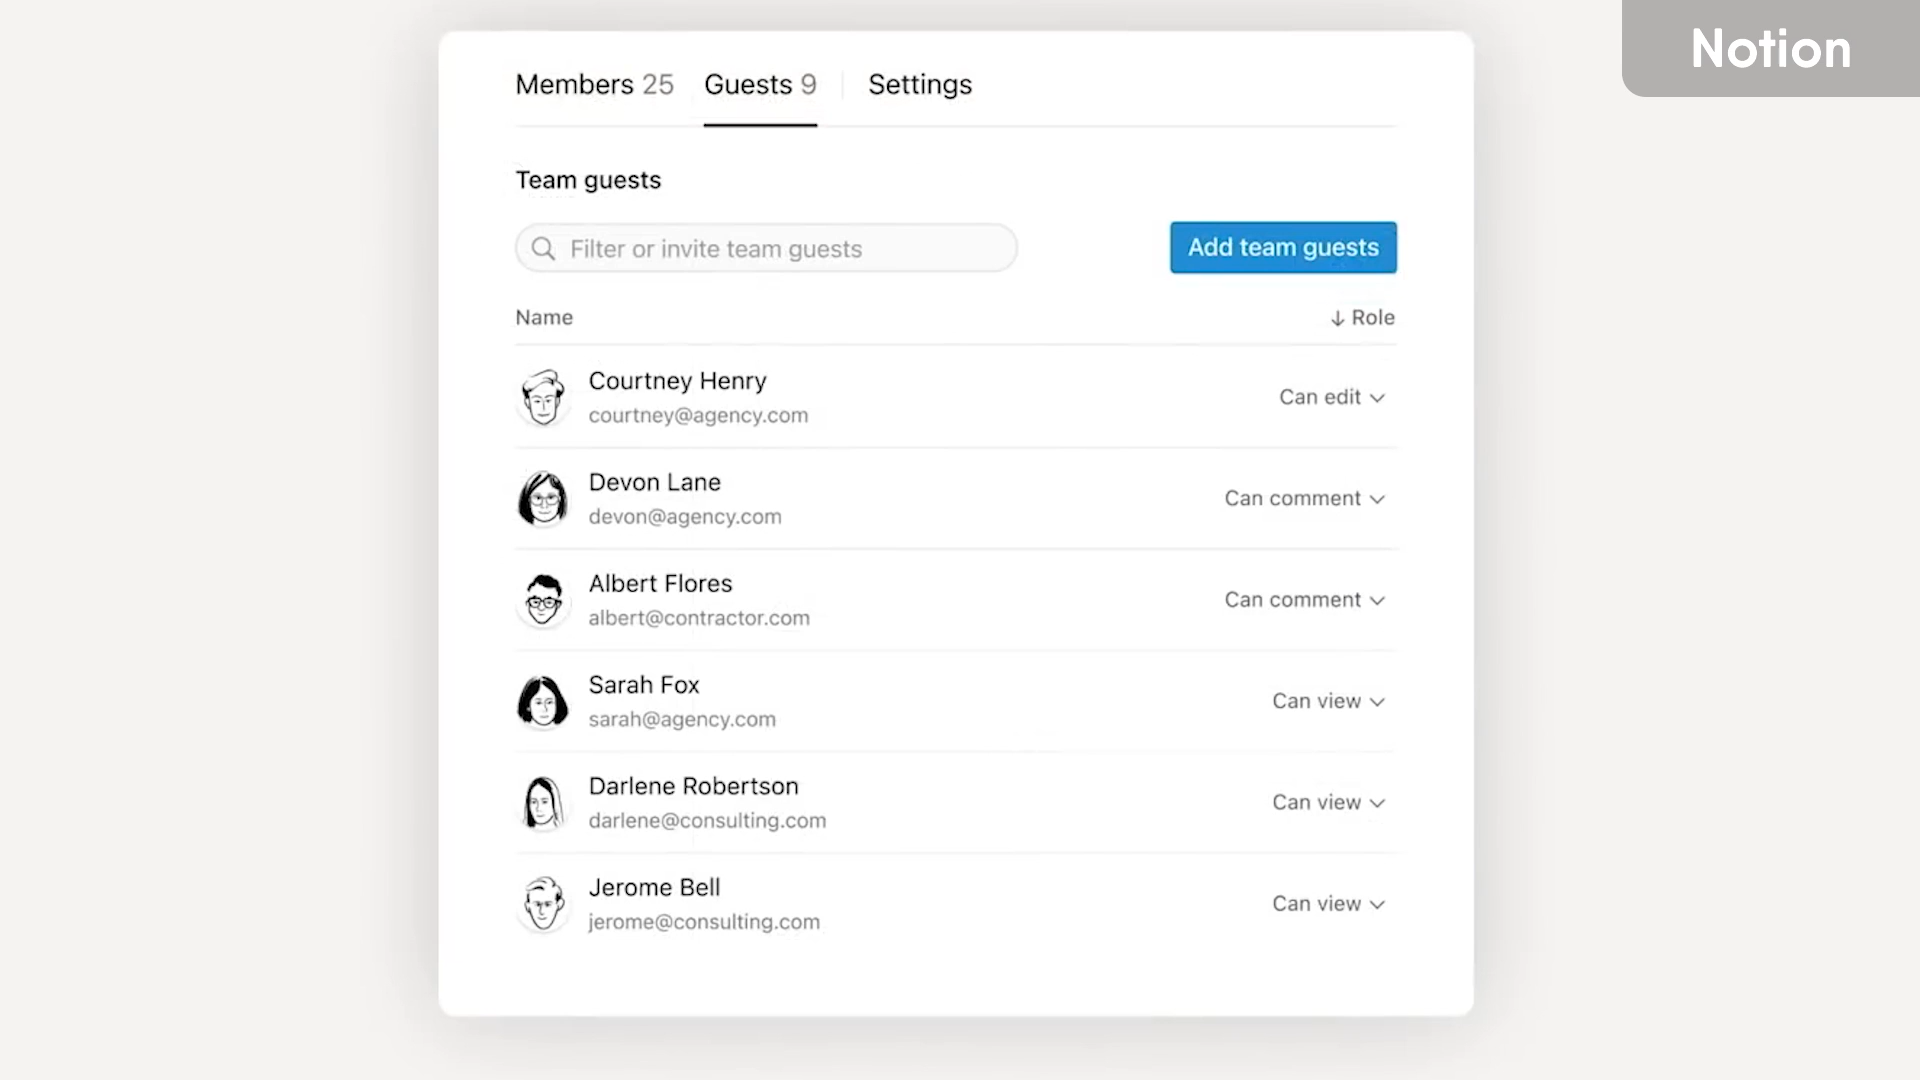 Notion
Members 25 Guests 9 Settings
Team guests
Filter or invite team guests
Add team guests
Name ↓ Role
Courtney Henry
courtney@agency.com
Can edit
Devon Lane
devon@agency.com
Can comment
Albert Flores
albert@contractor.com
Can comment
Sarah Fox
sarah@agency.com
Can view
Darlene Robertson
darlene@consulting.com
Can view
Jerome Bell
jerome@consulting.com
Can view